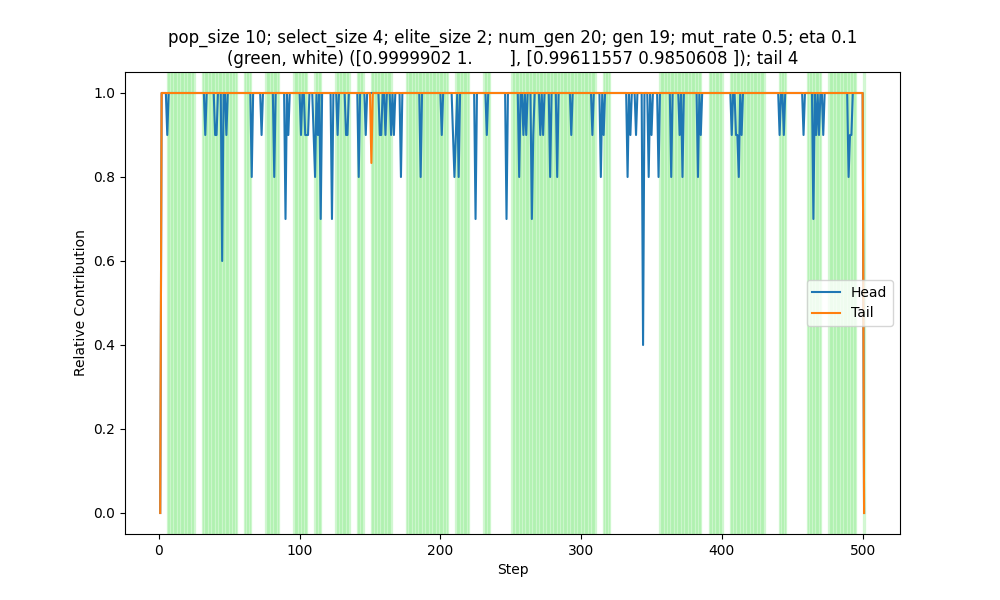 pop_size 10; select_size 4; elite_size 2; num_gen 20; gen 19; mut_rate 0.5; eta 0.1
(green, white) ([0.9999902 1.       ], [0.99611557 0.9850608 ]); tail 4
1.0
0.8
0.6
0.4
0.2
0.0
Relative Contribution
Head
Tail
0 100 200 300 400 500
Step